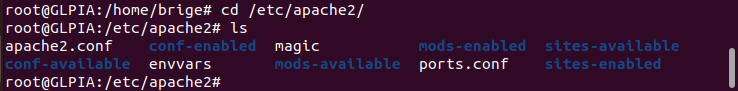 root@GLPIA:/home/brige# cd /etc/apache2/
root@GLPIA:/etc/apache2# ls
apache2.conf conf-enabled magic mods-enabled sites-available
conf-available envvars mods-available ports.conf sites-enabled
root@GLPIA:/etc/apache2#